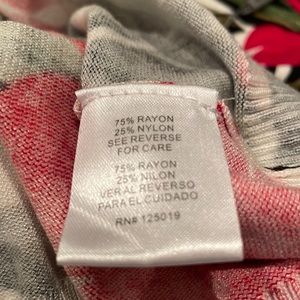 75% RAYON
25% NYLON
SEE REVERSE
FOR CARE
75% RAYON
25% NILON
VER AL REVERSO
PARA EL CUIDADO
RN# 125019